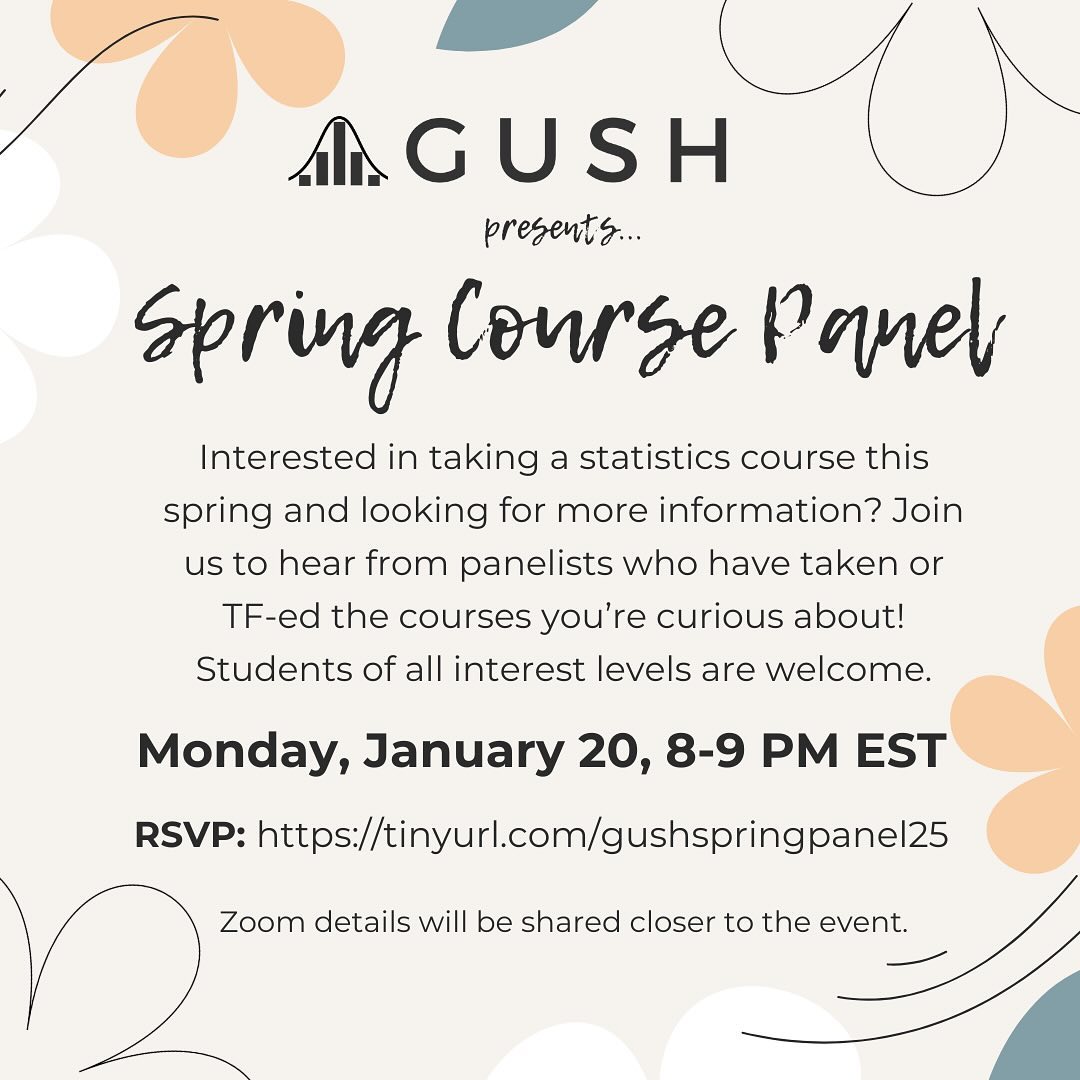 GUSH
presents...
Spring Course Panel
Interested in taking a statistics course this
spring and looking for more information? Join
us to hear from panelists who have taken or
TF-ed the courses you’re curious about!
Students of all interest levels are welcome.
Monday, January 20, 8-9 PM EST
RSVP: https://tinyurl.com/gushspringpanel25
Zoom details will be shared closer to the event.